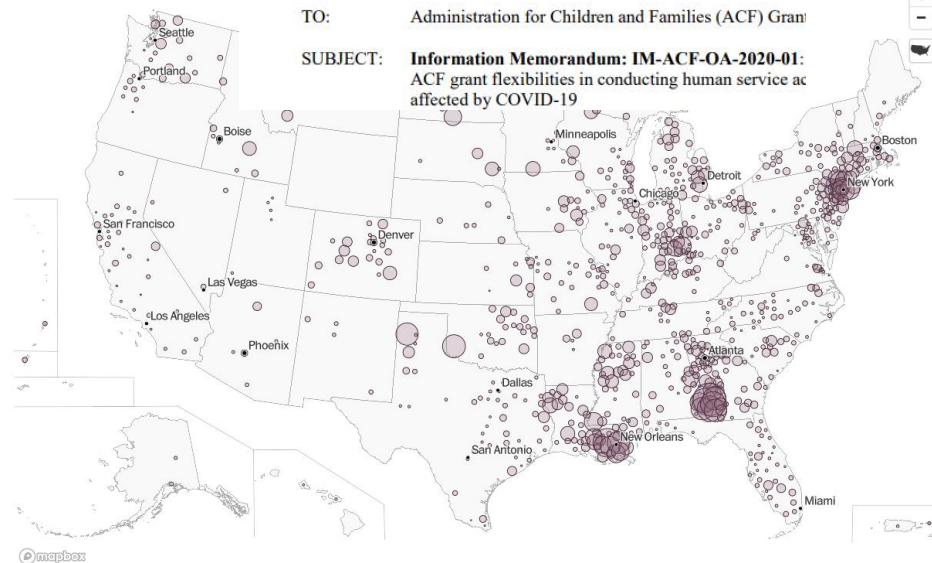 TO: Administration for Children and Families (ACF) Gran
SUBJECT: Information Memorandum: IM-ACF-OA-2020-01:
ACF grant flexibilities in conducting human service ac
affected by COVID-19
Seattle
Portland
Boise
Minneapolis
Boston
Detroit
New York
Chicago
San Francisco
Denver
Las Vegas
Los Angeles
Phoenix
Atlanta
Dallas
New Orleans
San Antonio
Miami
mapbox